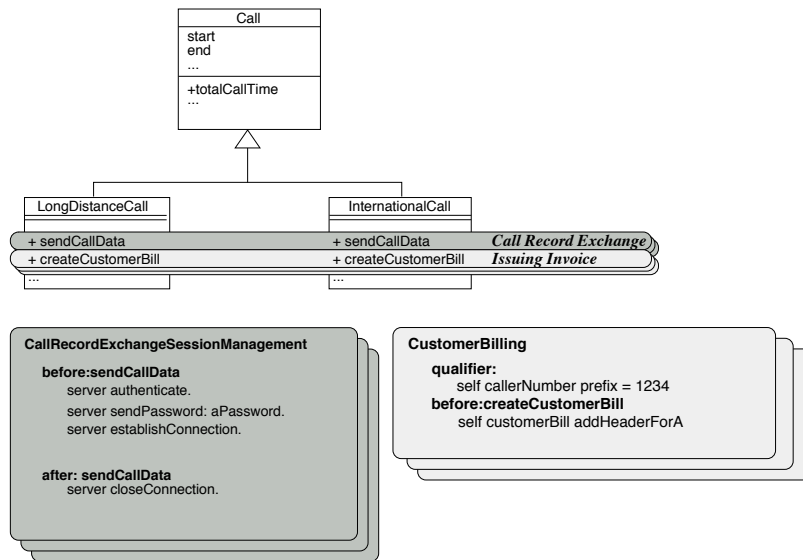 Call
start
end
...
+totalCallTime
...
LongDistanceCall
InternationalCall
+ sendCallData + sendCallData Call Record Exchange
+ createCustomerBill + createCustomerBill Issuing Invoice
... ...
CallRecordExchangeSessionManagement
before:sendCallData
server authenticate.
server sendPassword: aPassword.
server establishConnection.
after: sendCallData
server closeConnection.
CustomerBilling
qualifier:
self callerNumber prefix = 1234
before:createCustomerBill
self customerBill addHeaderForA